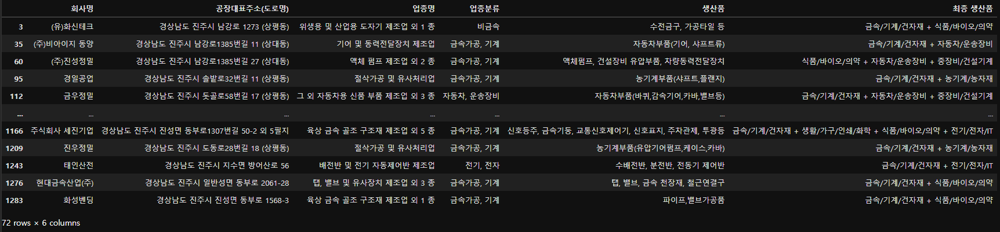 회사명 공장대표주소(도로명) 업종명 업종분류 생산품 최종 생산품
3 (유)화신테크 경상남도 진주시 남강로 1273 (상평동) 위생용 및 산업용 도자기 제조업 외 1 종 비금속 수전금구, 가공타일 등 금속/기계/건자재 + 식품/바이오/의약
35 (주)비아이지 동양 경상남도 진주시 남강로1385번길 11 (상대동) 기어 및 동력전달장치 제조업 금속가공, 기계 자동차부품(기어, 샤프트류) 금속/기계/건자재 + 자동차/운송장비
60 (주)진성정밀 경상남도 진주시 남강로1385번길 27 (상대동) 액체 펌프 제조업 외 2 종 금속가공, 기계 액체펌프, 건설장비 유압부품, 차량동력전달장치 식품/바이오/의약 + 자동차/운송장비 + 중장비/건설기계
95 경일공업 경상남도 진주시 솔밭로32번길 11 (상평동) 절삭가공 및 유사처리업 금속가공, 기계 농기계부품(샤프트,플랜지) 금속/기계/건자재 + 농기계/농자재
112 금우정밀 경상남도 진주시 돗골로58번길 17 (상평동) 그 외 자동차용 신품 부품 제조업 외 3 종 자동차, 운송장비 자동차부품(바퀴,감속기어,카바,밸브등) 금속/기계/건자재 + 자동차/운송장비 + 중장비/건설기계
... ... ... ... ... ... ...
1166 주식회사 세진기업 경상남도 진주시 진성면 동부로1307번길 50-2 외 5필지 육상 금속 골조 구조재 제조업 외 5 종 금속가공, 기계 신호등주, 금속기둥, 교통신호제어기, 신호표지, 주차관제, 투광등 금속/기계/건자재 + 생활/가구/인쇄/화학 + 식품/바이오/의약 + 전기/전자/IT
1209 진우정밀 경상남도 진주시 도동로28번길 18 (상평동) 절삭가공 및 유사처리업 금속가공, 기계 농기계부품(유압기어펌프,케이스,카바) 금속/기계/건자재 + 농기계/농자재
1243 태인산전 경상남도 진주시 지수면 방어산로 56 배전반 및 전기 자동제어반 제조업 전기, 전자 수배전반, 분전반, 전동기 제어반 금속/기계/건자재 + 전기/전자/IT
1276 현대금속산업(주) 경상남도 진주시 일반성면 동부로 2061-28 탭, 밸브 및 유사장치 제조업 외 3 종 금속가공, 기계 탭, 밸브, 금속 천장재, 철근연결구 금속/기계/건자재 + 식품/바이오/의약
1283 화성벤딩 경상남도 진주시 진성면 동부로 1568-3 육상 금속 골조 구조재 제조업 외 1 종 금속가공, 기계 파이프,밸브가공품 금속/기계/건자재 + 식품/바이오/의약
72 rows × 6 columns